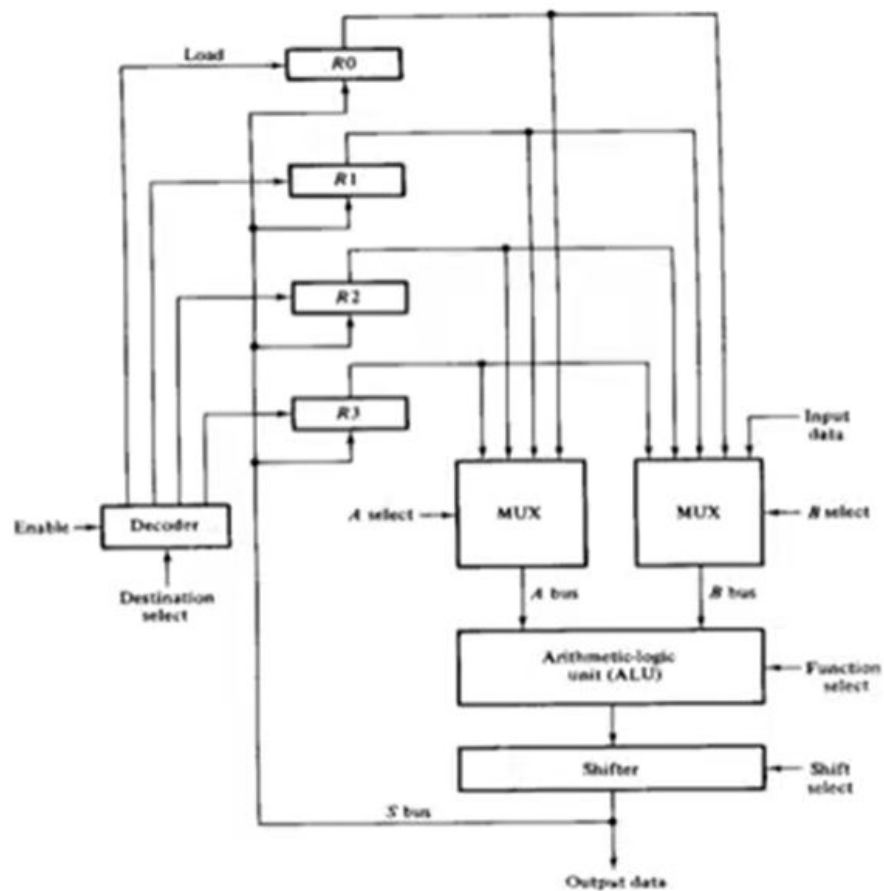 Load
R0
R1
R2
R3
Input
data
A select
MUX
MUX
B select
Enable
Decoder
Destination
select
A bus
B bus
Arithmetic-logic
unit (ALU)
Function
select
Shifter
Shift
select
S bus
Output data